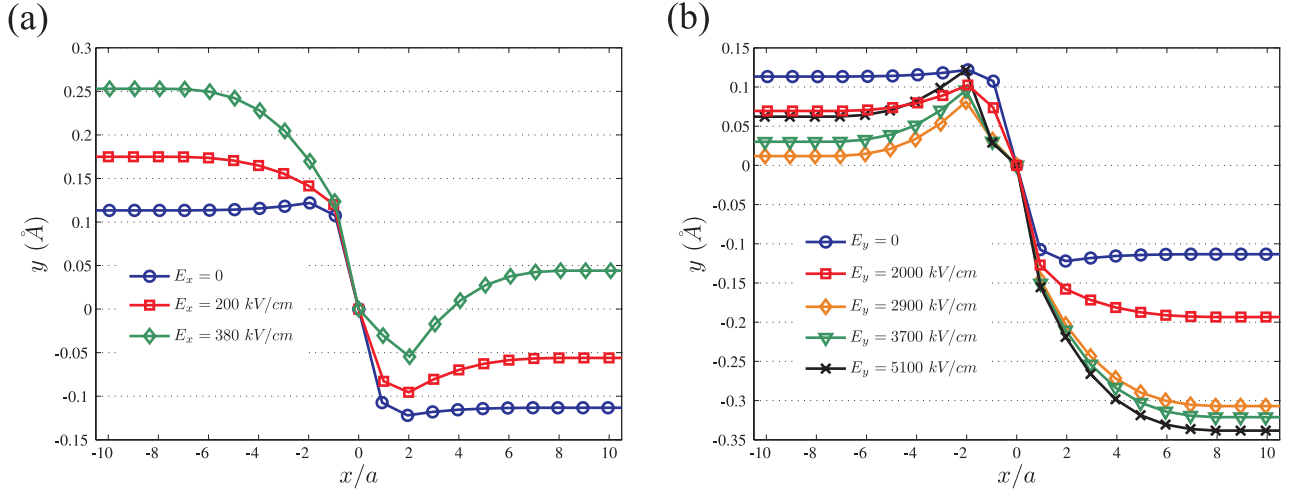 (a)
0.3
0.25
0.2
0.15
0.1
0.05
0
-0.05
-0.1
-0.15
y (Å)
E_x = 0
E_x = 200 kV/cm
E_x = 380 kV/cm
-10 -8 -6 -4 -2 0 2 4 6 8 10
x/a
(b)
0.15
0.1
0.05
0
-0.05
-0.1
-0.15
-0.2
-0.25
-0.3
-0.35
y (Å)
E_y = 0
E_y = 2000 kV/cm
E_y = 2900 kV/cm
E_y = 3700 kV/cm
E_y = 5100 kV/cm
-10 -8 -6 -4 -2 0 2 4 6 8 10
x/a